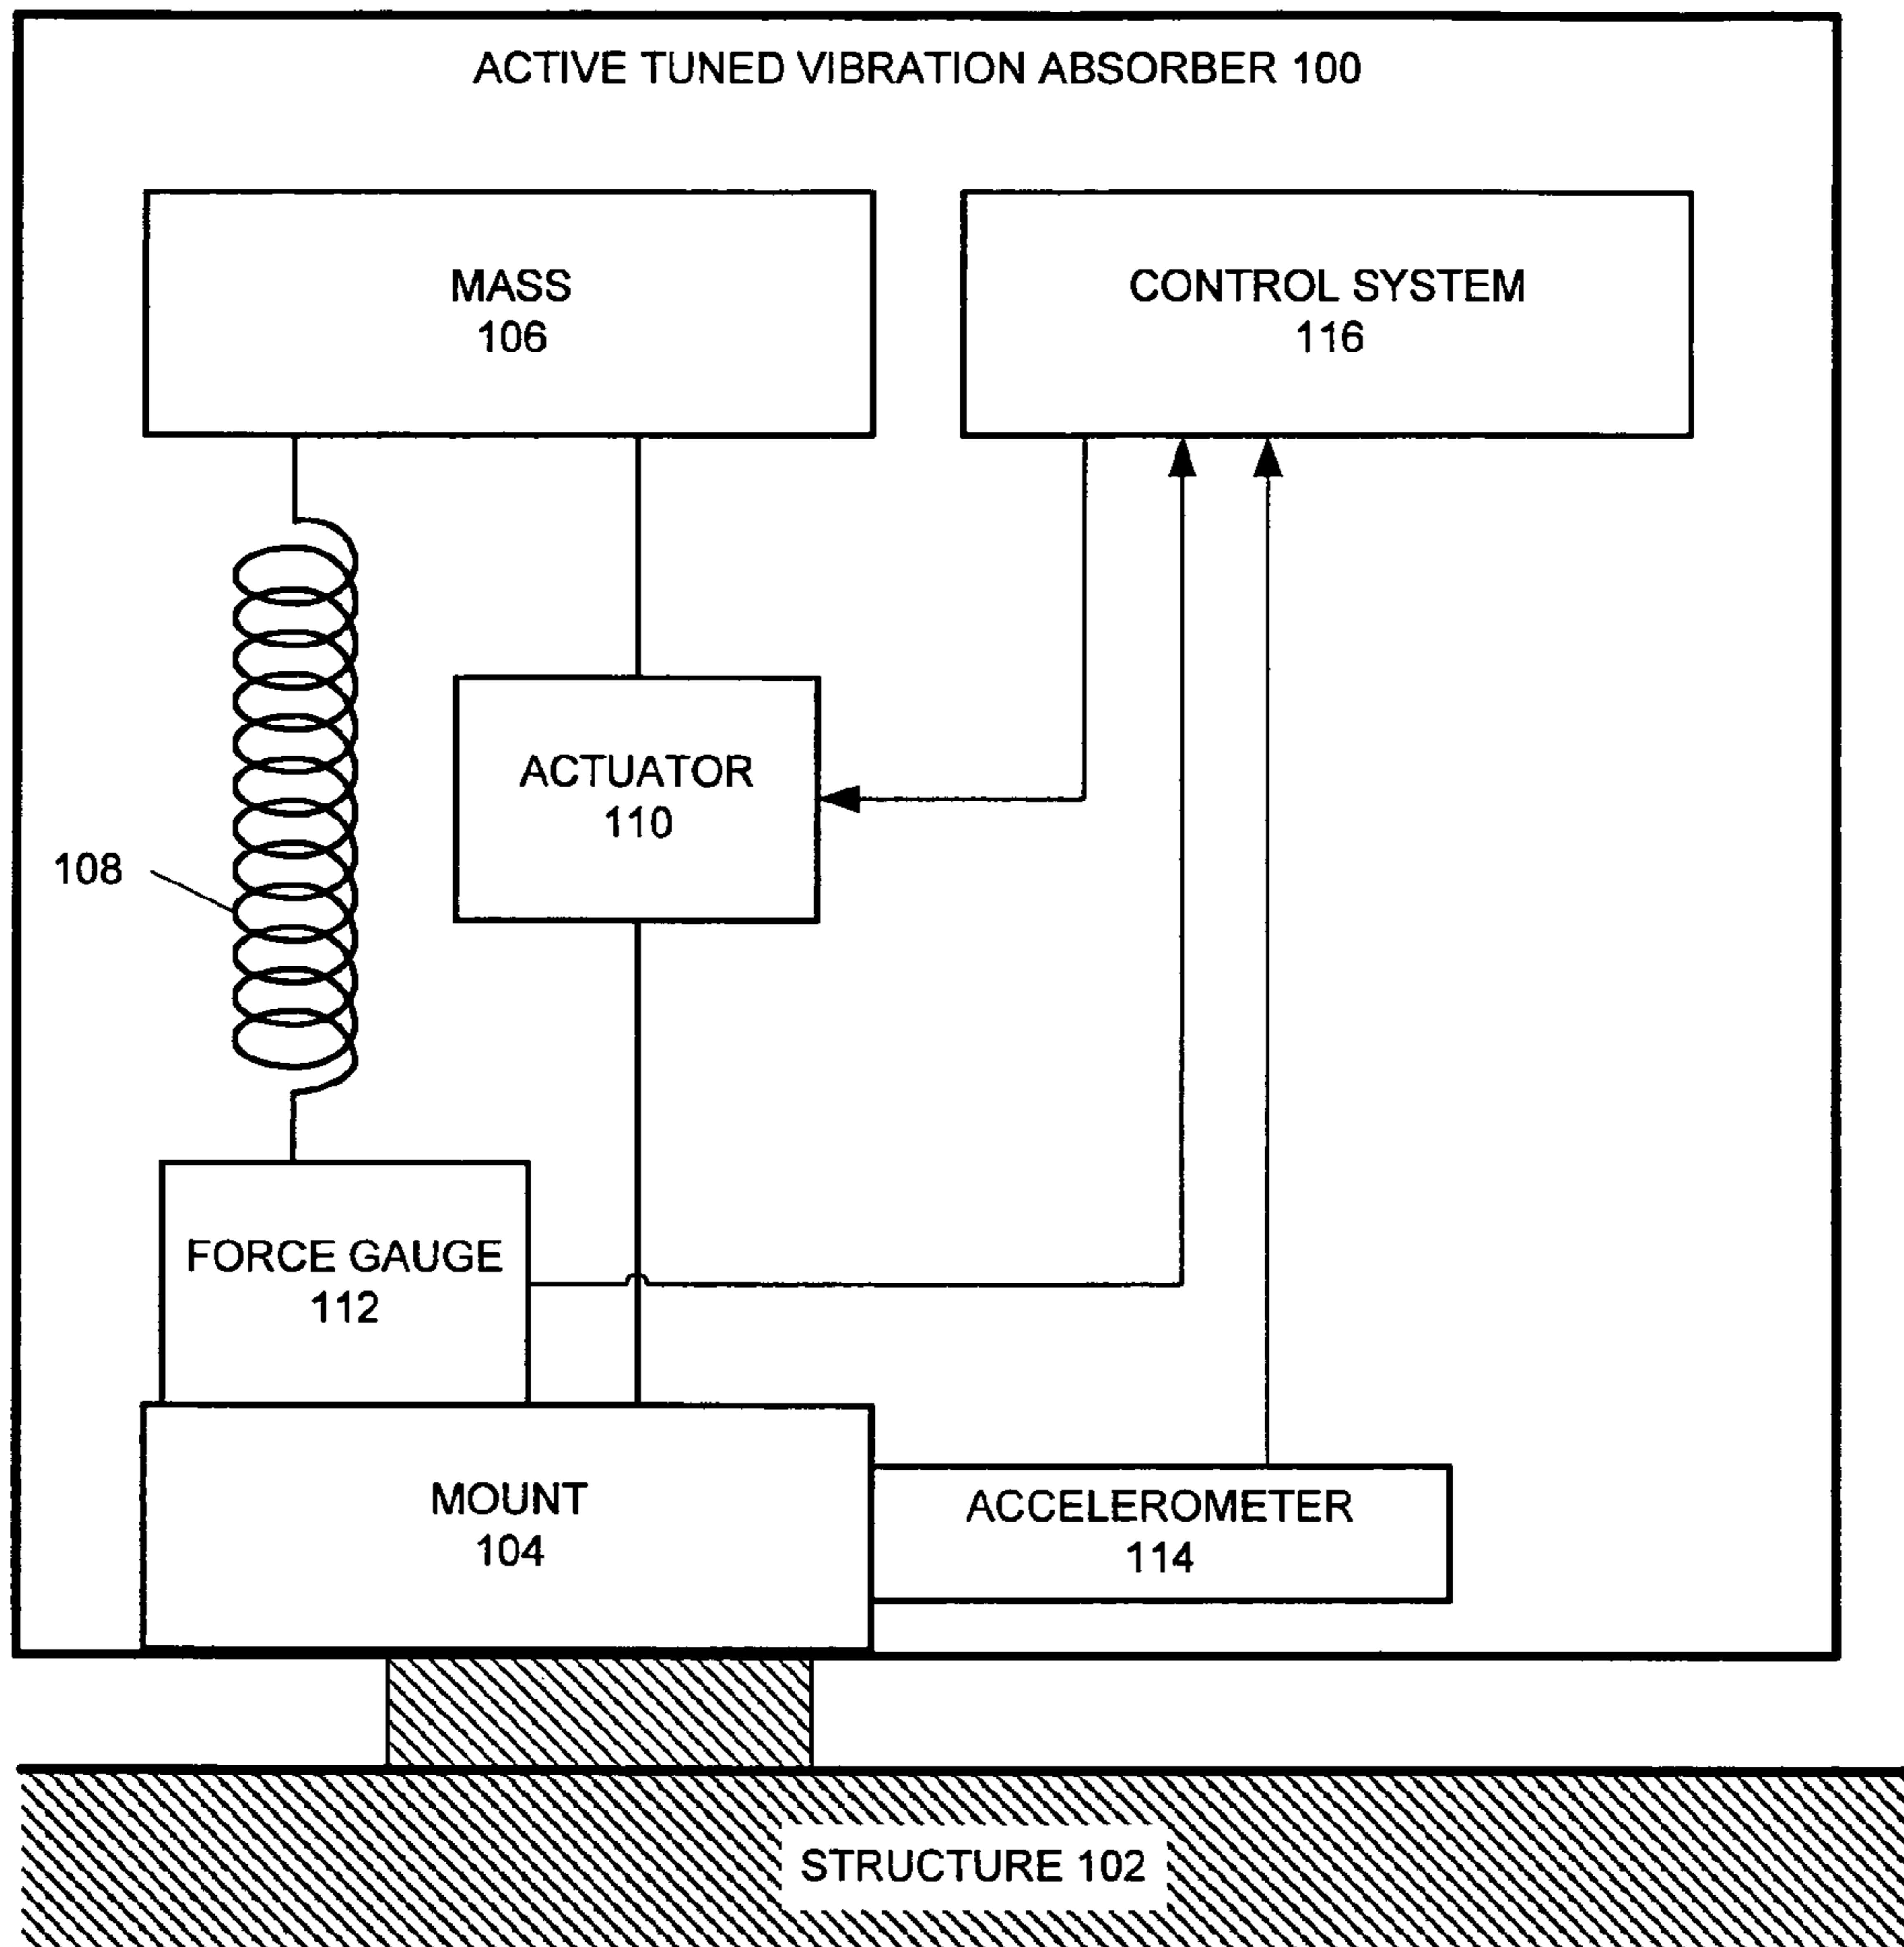 ACTIVE TUNED VIBRATION ABSORBER 100
MASS
106
CONTROL SYSTEM
116
ACTUATOR
110
108
FORCE GAUGE
112
MOUNT
104
ACCELEROMETER
114
STRUCTURE 102